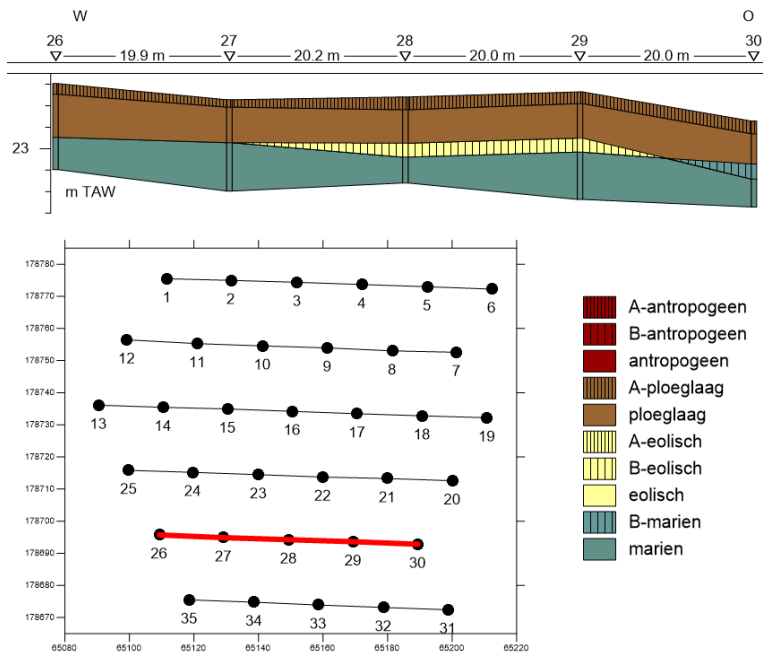 W O
26 27 28 29 30
19.9 m 20.2 m 20.0 m 20.0 m
23
m TAW
178780
1 2 3 4 5 6
178770
178760
12 11 10 9 8 7
178750
178740
13 14 15 16 17 18 19
178730
178720
25 24 23 22 21 20
178710
178700
26 27 28 29 30
178690
178680
35 34 33 32 31
178670
65080 65100 65120 65140 65160 65180 65200 65220
A-antropogeen
B-antropogeen
antropogeen
A-ploeglaag
ploeglaag
A-eolisch
B-eolisch
eolisch
B-marien
marien